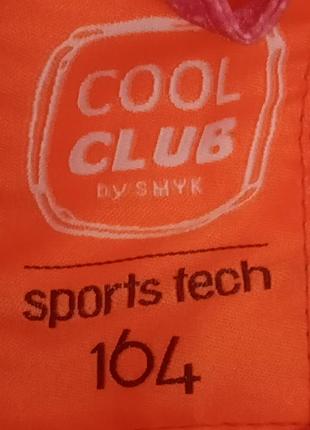 COOL
CLUB
by SMYK
sports tech
164